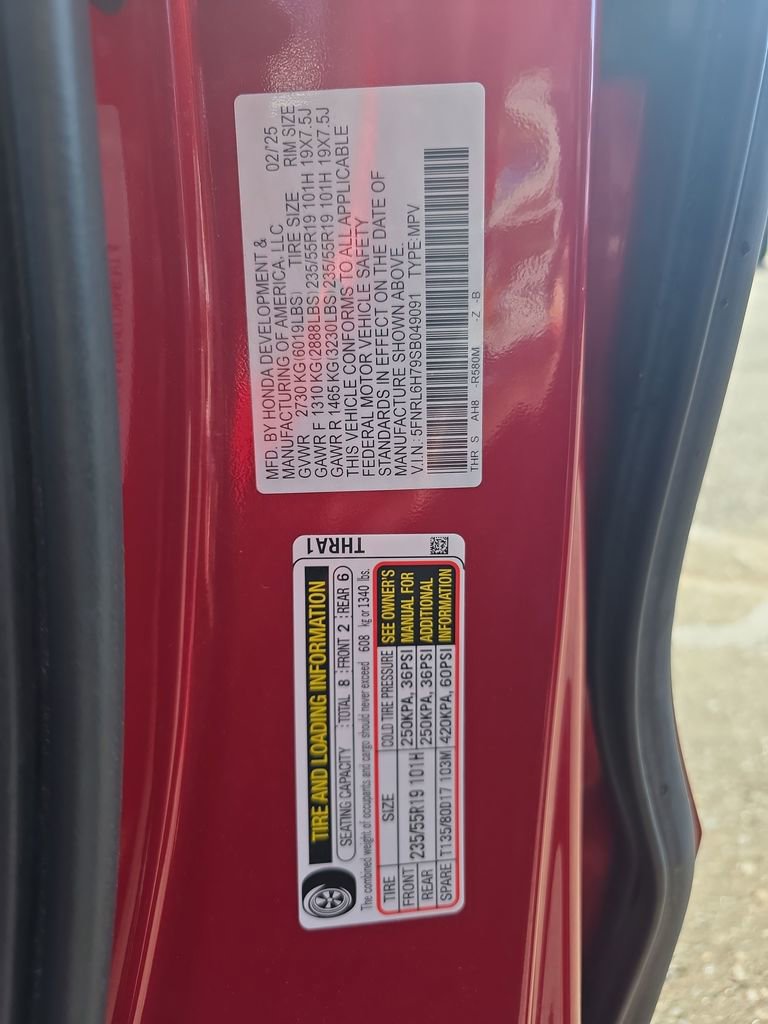 MFD. BY HONDA DEVELOPMENT &
MANUFACTURING OF AMERICA, LLC 02/'25
GVWR 2730 KG(6019LBS) TIRE SIZE RIM SIZE
GAWR F 1310 KG(2888LBS)235/55R19 101H 19X7.5J
GAWR R 1465 KG(3230LBS)235/55R19 101H 19X7.5J
THIS VEHICLE CONFORMS TO ALL APPLICABLE
FEDERAL MOTOR VEHICLE SAFETY
STANDARDS IN EFFECT ON THE DATE OF
MANUFACTURE SHOWN ABOVE.
V.I.N.:5FNRL6H79SB049091 TYPE:MPV
THR S AH8 -R580M -Z -B
THRA1
TIRE AND LOADING INFORMATION
SEATING CAPACITY TOTAL 8 FRONT 2 REAR 6
The combined weight of occupants and cargo should never exceed 608 kg or 1340 lbs.
TIRE SIZE COLD TIRE PRESSURE SEE OWNER'S
FRONT 235/55R19 101H 250KPA, 36PSI MANUAL FOR
REAR 250KPA, 36PSI ADDITIONAL
SPARE T135/80D17 103M 420KPA, 60PSI INFORMATION